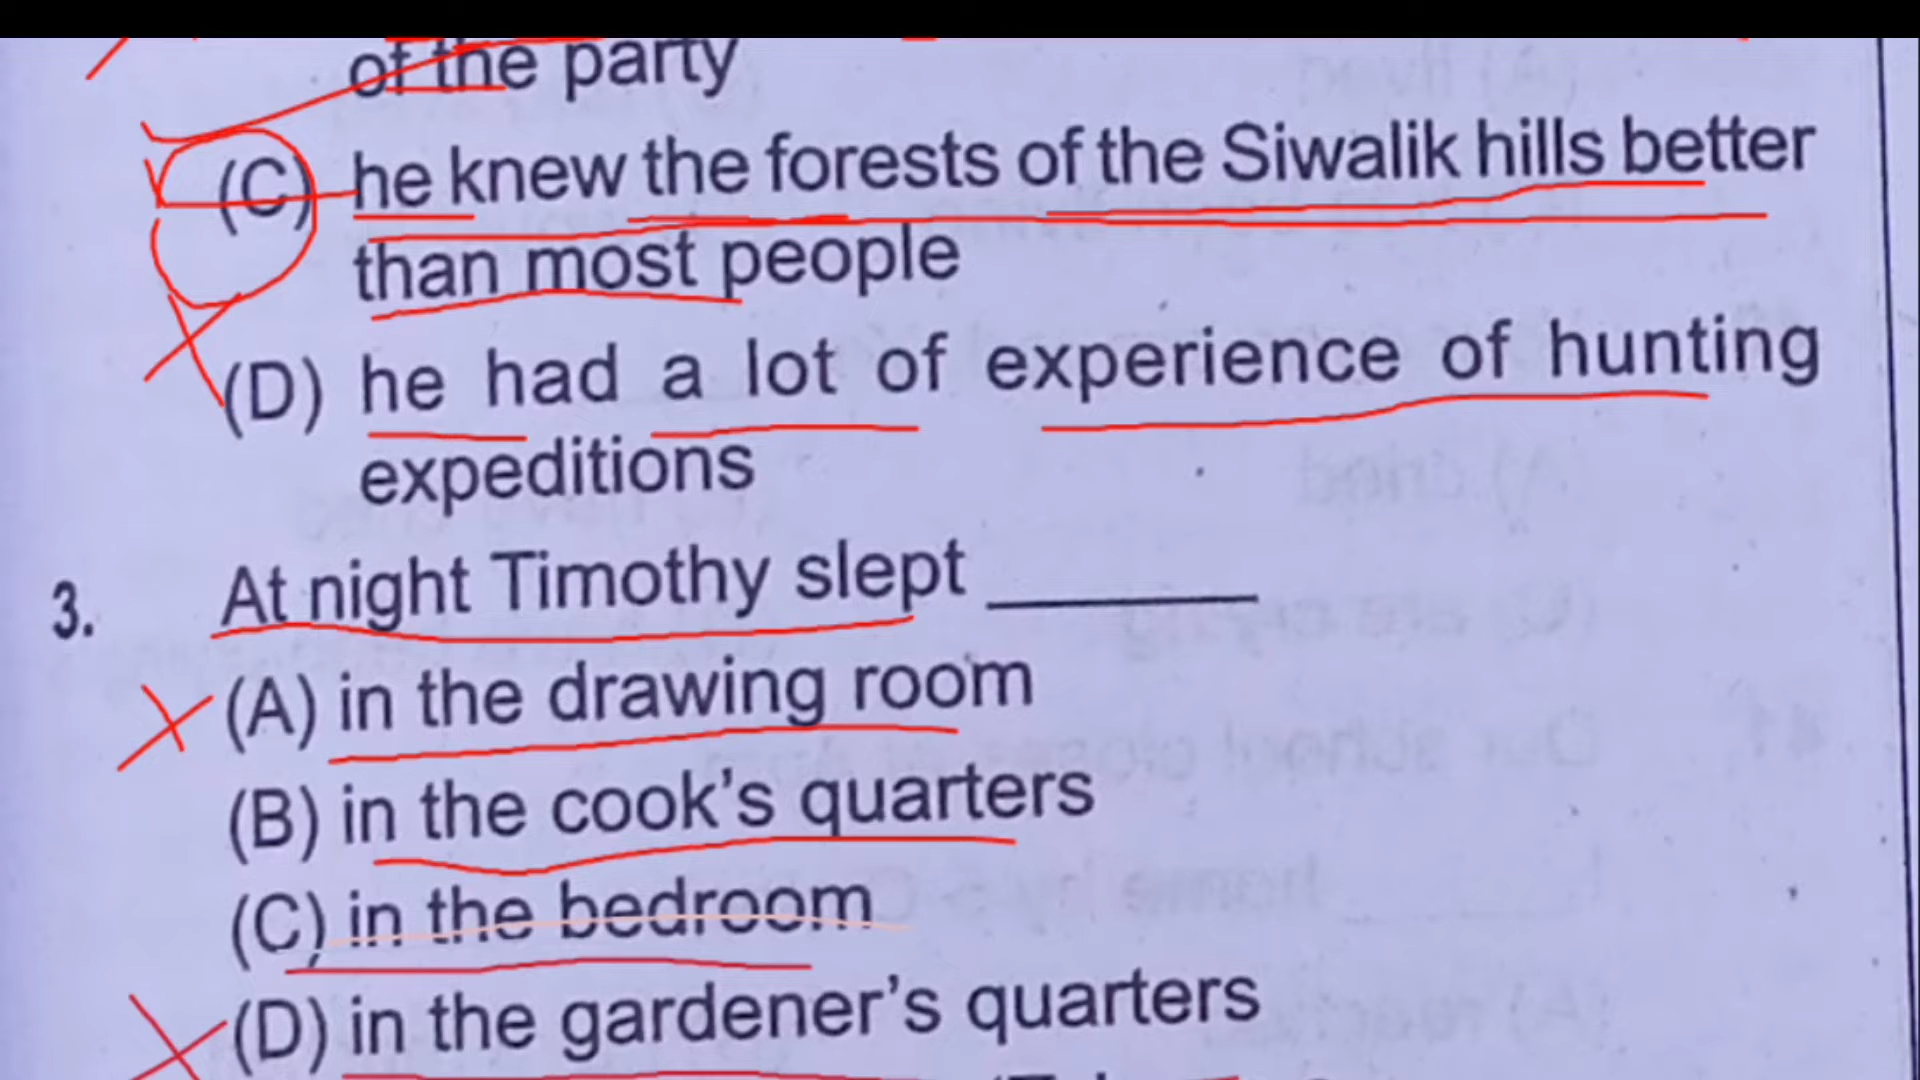 of the party
(C) he knew the forests of the Siwalik hills better
than most people
(D) he had a lot of experience of hunting
expeditions
3. At night Timothy slept ________
(A) in the drawing room
(B) in the cook's quarters
(C) in the bedroom
(D) in the gardener's quarters